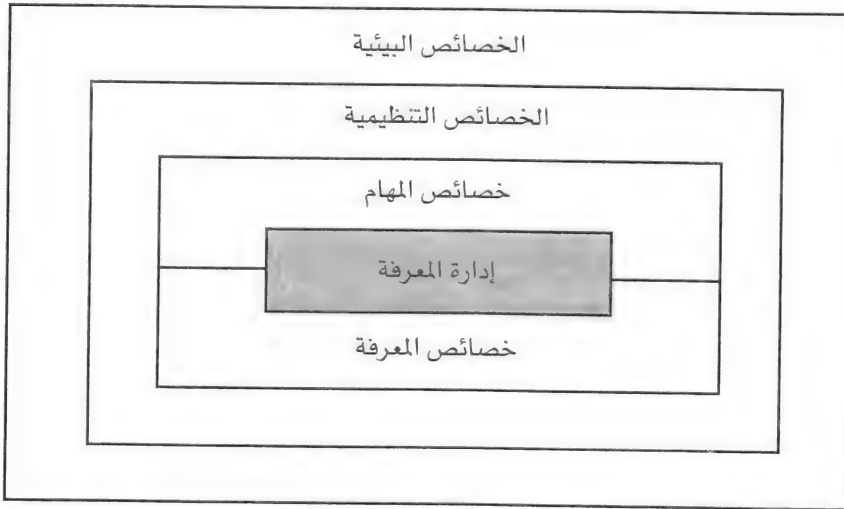 الخصائص البيئية
الخصائص التنظيمية
خصائص المهام
إدارة المعرفة
خصائص المعرفة